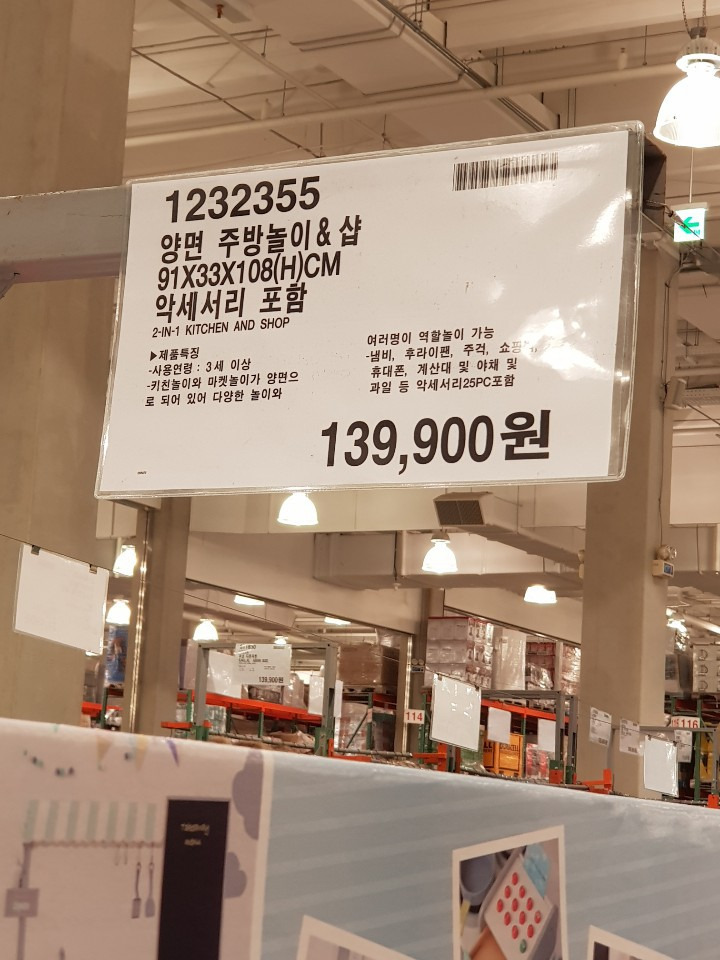 1232355
양면 주방놀이 & 샵
91X33X108(H)CM
악세서리 포함
2-IN-1 KITCHEN AND SHOP
▶제품특징
-사용연령 : 3세 이상
-키친놀이와 마켓놀이가 양면으
로 되어 있어 다양한 놀이와
여러명이 역할놀이 가능
-냄비, 후라이팬, 주걱,
휴대폰, 계산대 및 야채 및
과일 등 악세서리25PC포함
139,900원
139,900원
114
116